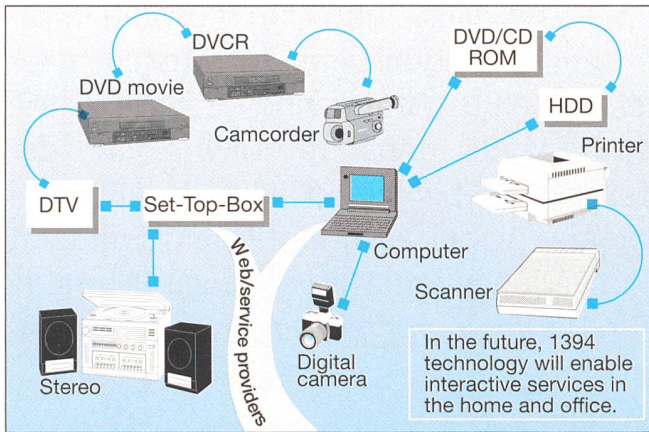 DVCR
DVD/CD
ROM
DVD movie
HDD
Camcorder
Printer
DTV
Set-Top-Box
Computer
Web/service providers
Scanner
Stereo
Digital
camera
In the future, 1394
technology will enable
interactive services in
the home and office.